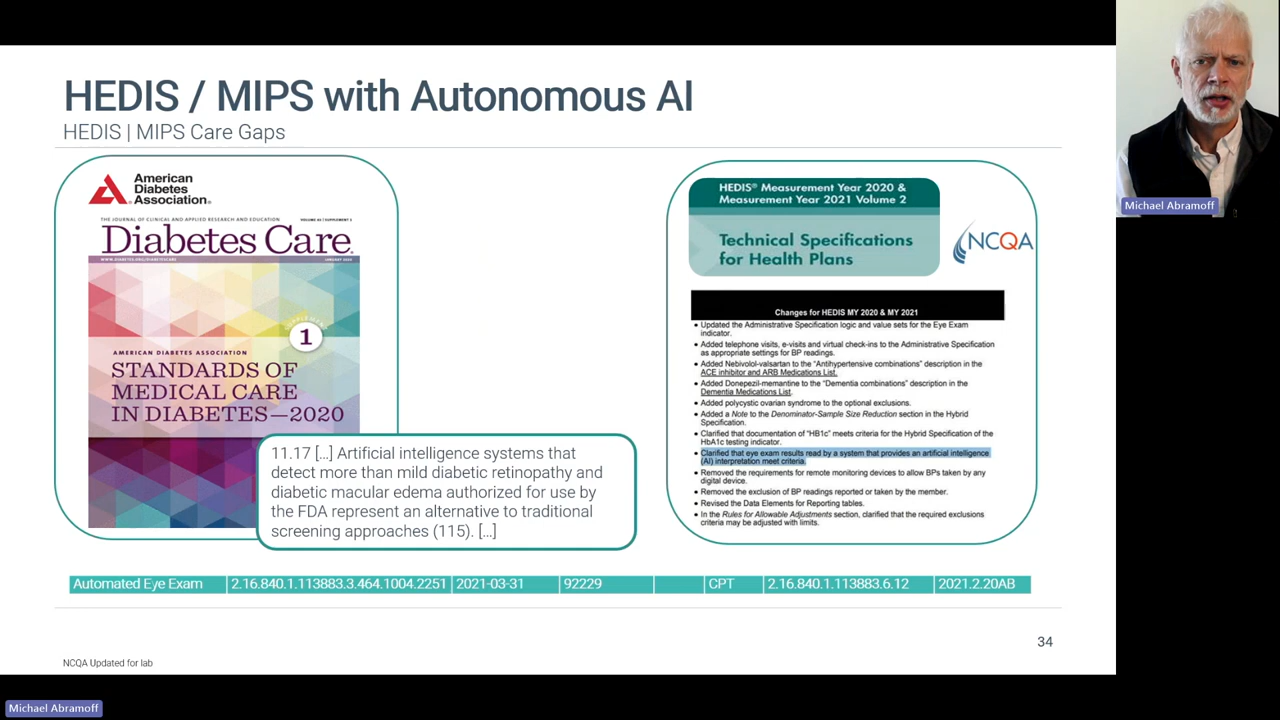 HEDIS / MIPS with Autonomous AI
HEDIS | MIPS Care Gaps
American
Diabetes
Association®
THE JOURNAL OF CLINICAL AND APPLIED RESEARCH AND EDUCATION
VOLUME 43 | SUPPLEMENT 1
Diabetes Care®
WWW.DIABETES.ORG/DIABETESCARE
JANUARY 2020
SUPPLEMENT
1
AMERICAN DIABETES ASSOCIATION
STANDARDS OF
MEDICAL CARE
IN DIABETES—2020
11.17 [...] Artificial intelligence systems that
detect more than mild diabetic retinopathy and
diabetic macular edema authorized for use by
the FDA represent an alternative to traditional
screening approaches (115). [...]
HEDIS® Measurement Year 2020 &
Measurement Year 2021 Volume 2
Technical Specifications
for Health Plans
NCQA
Changes for HEDIS MY 2020 & MY 2021
• Updated the Administrative Specification logic and value sets for the Eye Exam
indicator.
• Added telephone visits, e-visits and virtual check-ins to the Administrative Specification
as appropriate settings for BP readings.
• Added Nebivolol-valsartan to the “Antihypertensive combinations” description in the
ACE inhibitor and ARB Medications List.
• Added Donepezil-memantine to the “Dementia combinations” description in the
Dementia Medications List.
• Added polycystic ovarian syndrome to the optional exclusions.
• Added a Note to the Denominator-Sample Size Reduction section in the Hybrid
Specification.
• Clarified that documentation of “HB1c” meets criteria for the Hybrid Specification of the
HbA1c testing indicator.
• Clarified that eye exam results read by a system that provides an artificial intelligence
(AI) interpretation meet criteria.
• Removed the requirements for remote monitoring devices to allow BPs taken by any
digital device.
• Removed the exclusion of BP readings reported or taken by the member.
• Revised the Data Elements for Reporting tables.
• In the Rules for Allowable Adjustments section, clarified that the required exclusions
criteria may be adjusted with limits.
Automated Eye Exam 2.16.840.1.113883.3.464.1004.2251 2021-03-31 92229 CPT 2.16.840.1.113883.6.12 2021.2.20AB
34
NCQA Updated for lab
Michael Abramoff
Michael Abramoff